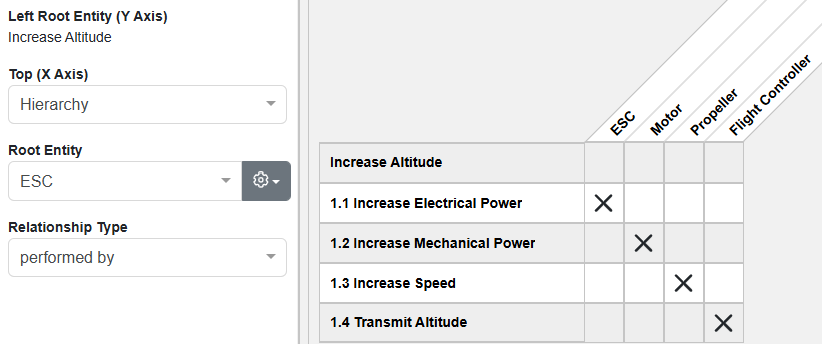 Left Root Entity (Y Axis)
Increase Altitude
Top (X Axis)
Hierarchy
Root Entity
ESC
Relationship Type
performed by
ESC
Motor
Propeller
Flight Controller
Increase Altitude
1.1 Increase Electrical Power
1.2 Increase Mechanical Power
1.3 Increase Speed
1.4 Transmit Altitude